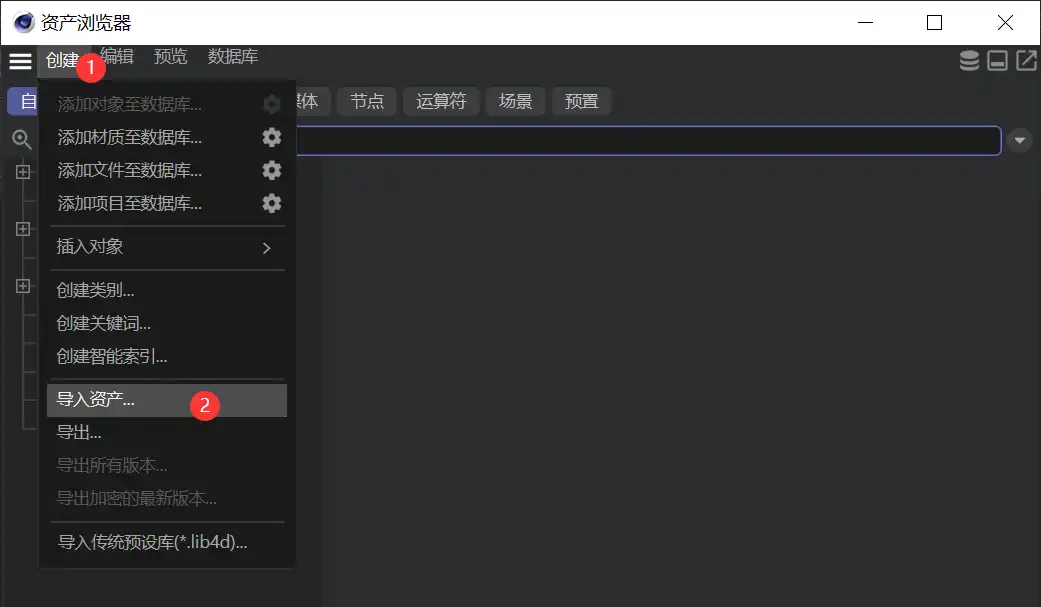 资产浏览器
创建 1 编辑 预览 数据库
自 媒体 节点 运算符 场景 预置
添加对象至数据库...
添加材质至数据库...
添加文件至数据库...
添加项目至数据库...
插入对象
创建类别...
创建关键词...
创建智能索引...
导入资产... 2
导出...
导出所有版本...
导出加密的最新版本...
导入传统预设库(*.lib4d)...